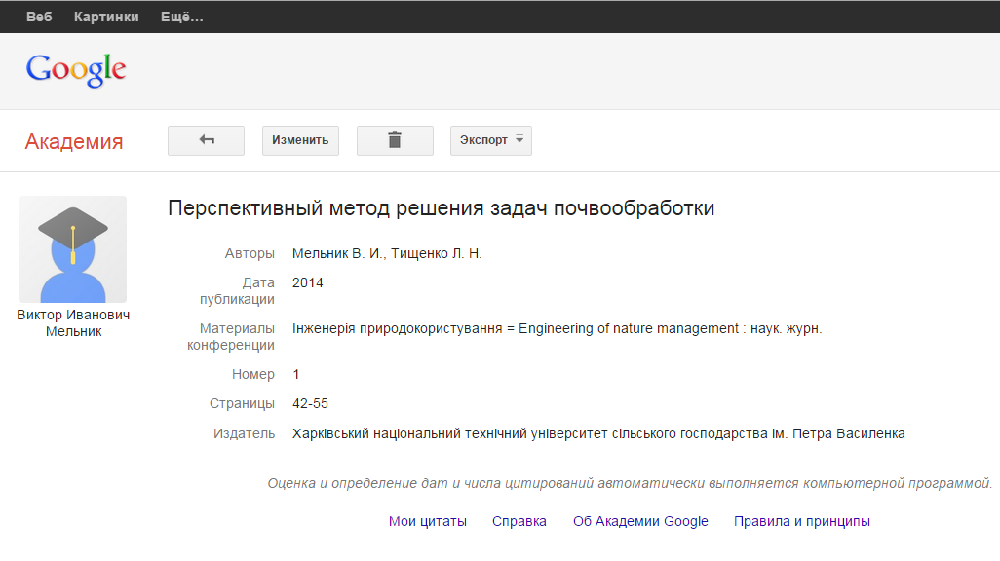 Веб Картинки Ещё…
Google
Академия Изменить Экспорт
Перспективный метод решения задач почвообработки
Авторы Мельник В. И., Тищенко Л. Н.
Дата публикации 2014
Материалы конференции Інженерія природокористування = Engineering of nature management : наук. журн.
Номер 1
Страницы 42-55
Издатель Харківський національний технічний університет сільського господарства ім. Петра Василенка
Виктор Иванович
Мельник
Оценка и определение дат и числа цитирований автоматически выполняется компьютерной программой.
Мои цитаты Справка Об Академии Google Правила и принципы